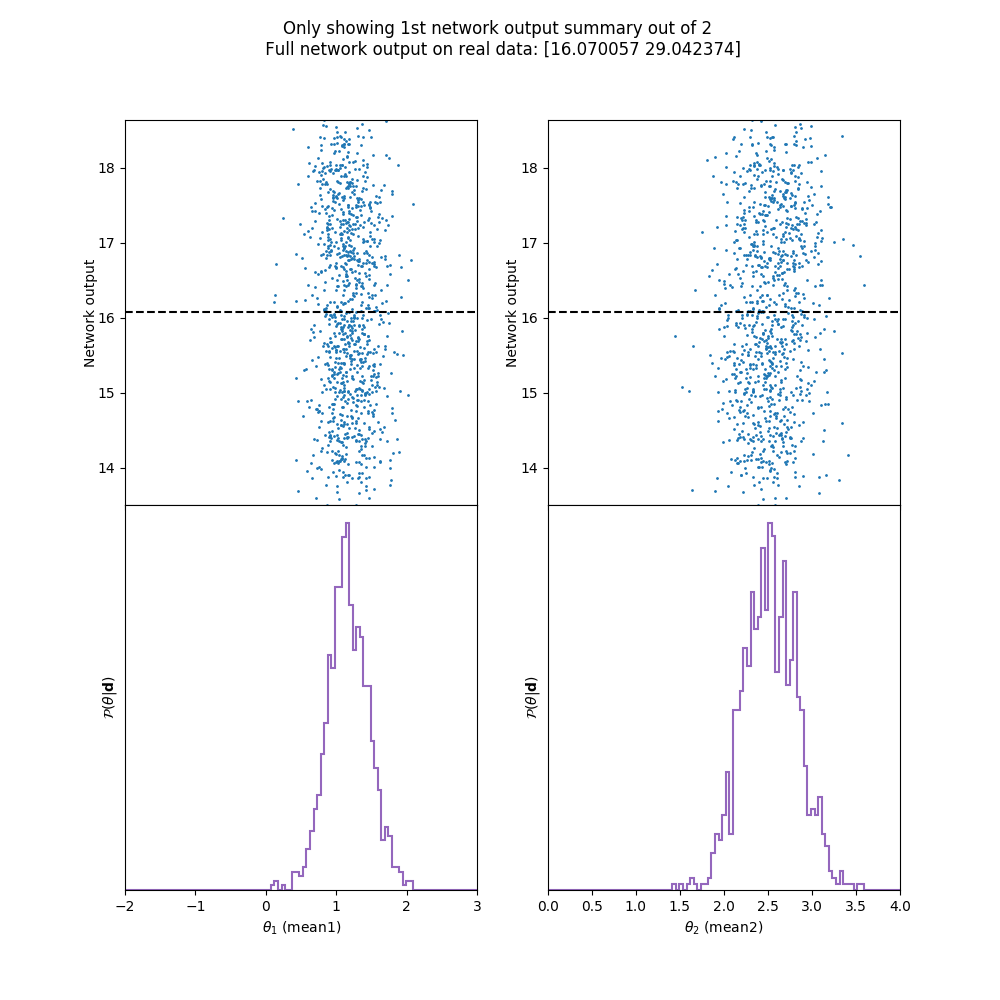 Only showing 1st network output summary out of 2
Full network output on real data: [16.070057 29.042374]
18
17
16
15
14
Network output
18
17
16
15
14
Network output
𝒫(θ|𝐝)
−2 −1 0 1 2 3
θ₁ (mean1)
𝒫(θ|𝐝)
0.0 0.5 1.0 1.5 2.0 2.5 3.0 3.5 4.0
θ₂ (mean2)